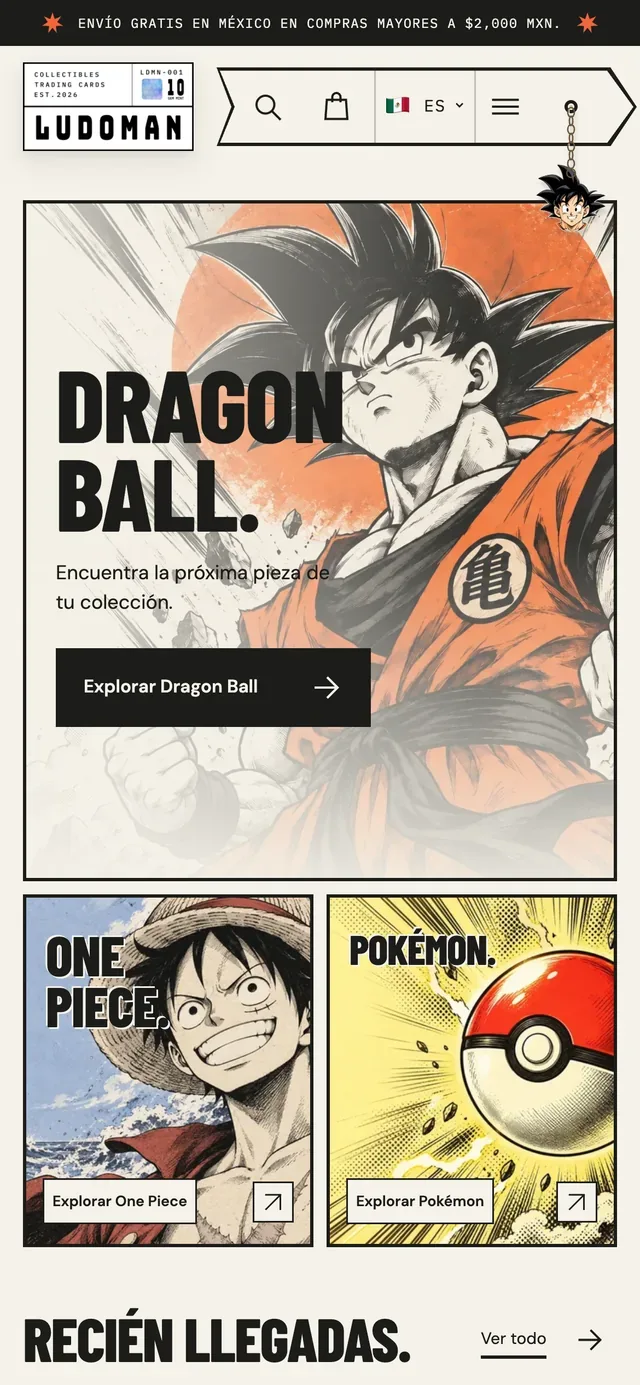 ENVÍO GRATIS EN MÉXICO EN COMPRAS MAYORES A $2,000 MXN.
COLLECTIBLES
TRADING CARDS
EST.2026
LDMN-001
10
GEM MINT
LUDOMAN
ES
DRAGON
BALL.
Encuentra la próxima pieza de
tu colección.
亀
Explorar Dragon Ball
ONE
PIECE.
POKÉMON.
Explorar One Piece
Explorar Pokémon
RECIÉN LLEGADAS.
Ver todo